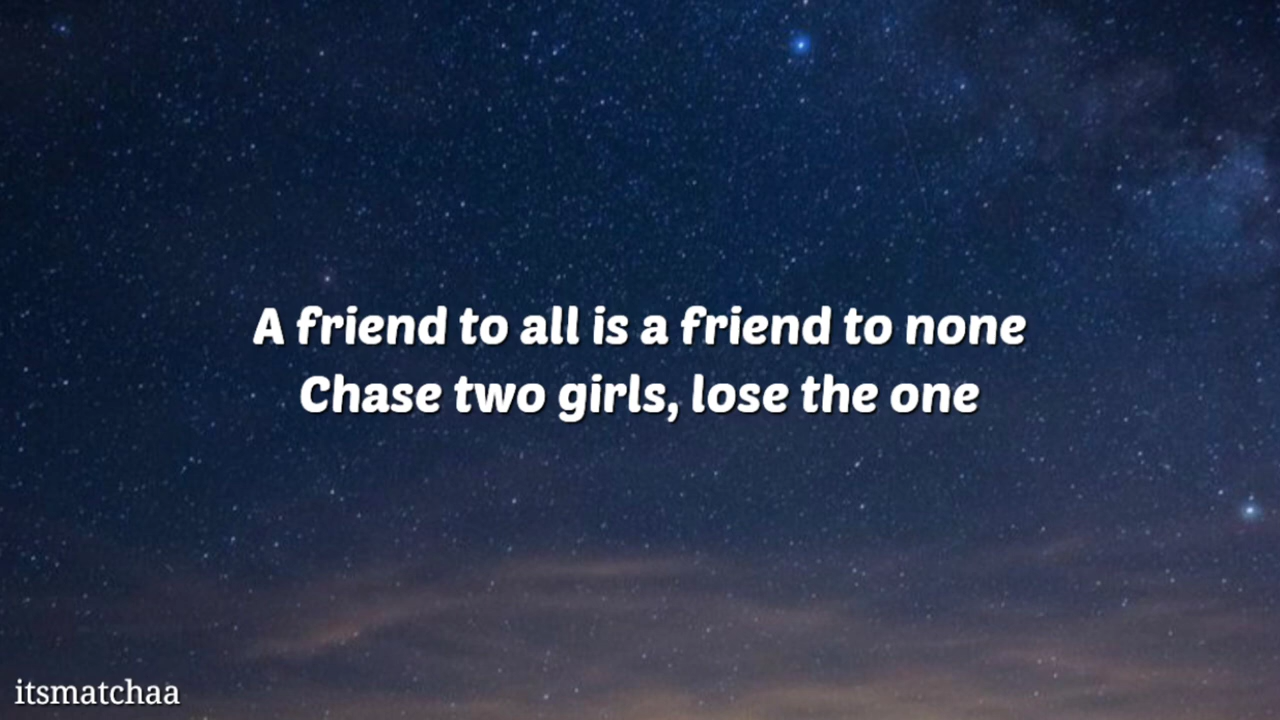 A friend to all is a friend to none
Chase two girls, lose the one
itsmatchaa